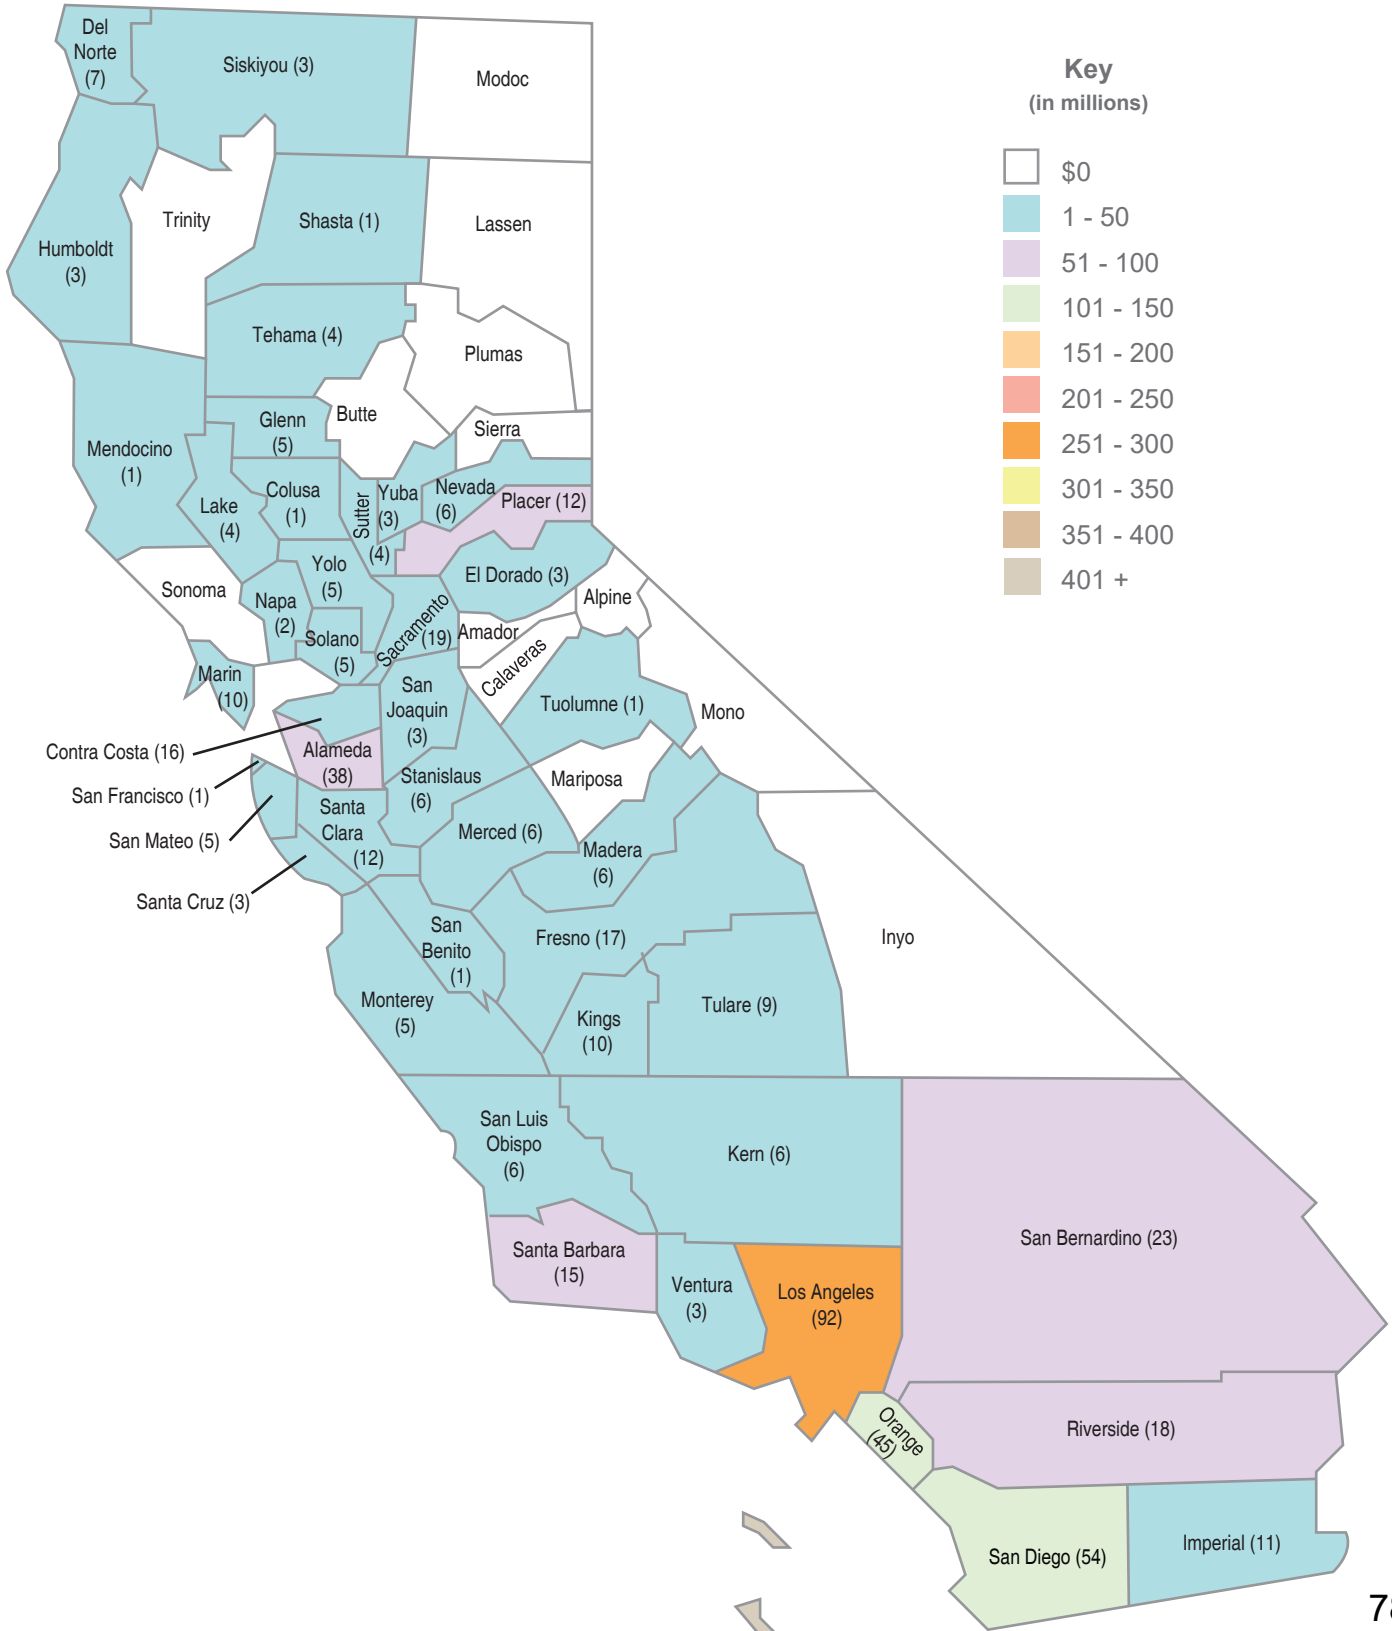 Del
Norte
(7)
Siskiyou (3)
Modoc
Key
(in millions)
$0
1 - 50
51 - 100
101 - 150
151 - 200
201 - 250
251 - 300
301 - 350
351 - 400
401 +
Trinity
Shasta (1)
Lassen
Humboldt
(3)
Tehama (4)
Plumas
Butte
Glenn
(5)
Sierra
Mendocino
(1)
Lake
(4)
Colusa
(1)
Sutter
(4)
Yuba
(3)
Nevada
(6)
Placer (12)
Yolo
(5)
El Dorado (3)
Sonoma
Napa
(2)
Solano
(5)
Sacramento
(19)
Amador
Alpine
Calaveras
Marin
(10)
San
Joaquin
(3)
Tuolumne (1)
Mono
Contra Costa (16)
Alameda
(38)
San Francisco (1)
Stanislaus
(6)
Mariposa
San Mateo (5)
Santa
Clara
(12)
Merced (6)
Madera
(6)
Santa Cruz (3)
San
Benito
(1)
Fresno (17)
Inyo
Monterey
(5)
Kings
(10)
Tulare (9)
San Luis
Obispo
(6)
Kern (6)
Santa Barbara
(15)
Ventura
(3)
Los Angeles
(92)
San Bernardino (23)
Orange
(45)
Riverside (18)
San Diego (54)
Imperial (11)